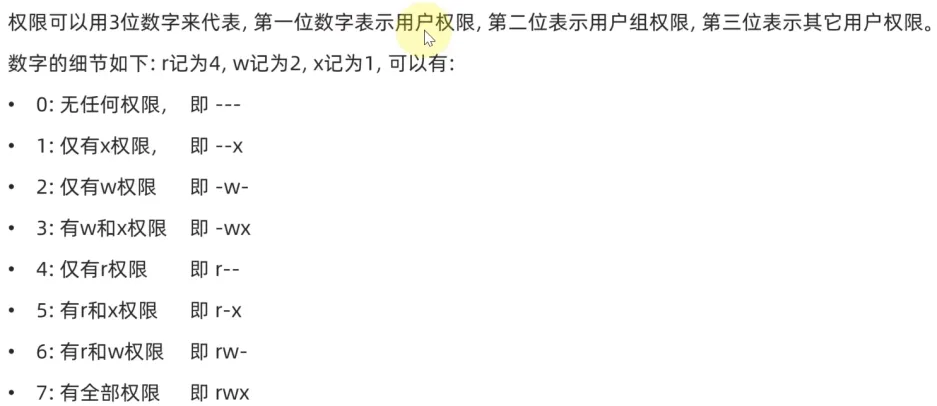 权限可以用3位数字来代表, 第一位数字表示用户权限, 第二位表示用户组权限, 第三位表示其它用户权限。
数字的细节如下: r记为4, w记为2, x记为1, 可以有:
• 0: 无任何权限, 即 ---
• 1: 仅有x权限, 即 --x
• 2: 仅有w权限 即 -w-
• 3: 有w和x权限 即 -wx
• 4: 仅有r权限 即 r--
• 5: 有r和x权限 即 r-x
• 6: 有r和w权限 即 rw-
• 7: 有全部权限 即 rwx